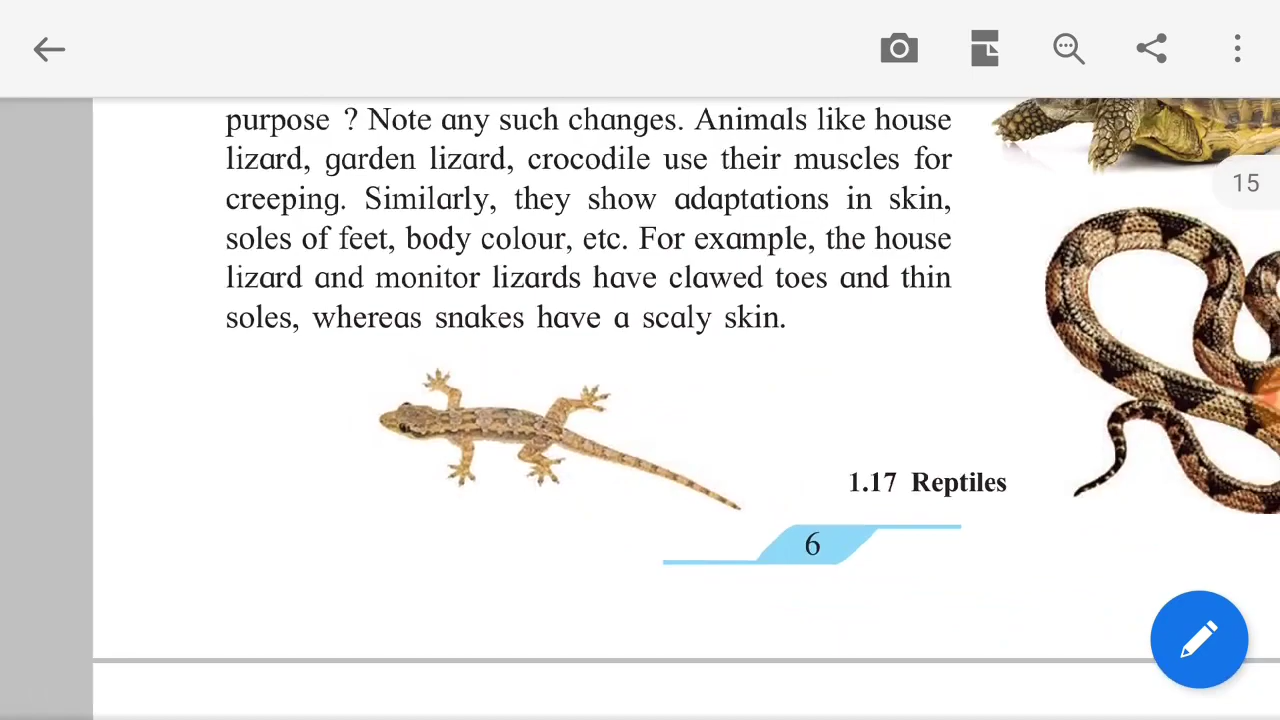 purpose ? Note any such changes. Animals like house
lizard, garden lizard, crocodile use their muscles for
creeping. Similarly, they show adaptations in skin,
soles of feet, body colour, etc. For example, the house
lizard and monitor lizards have clawed toes and thin
soles, whereas snakes have a scaly skin.
15
1.17 Reptiles
6